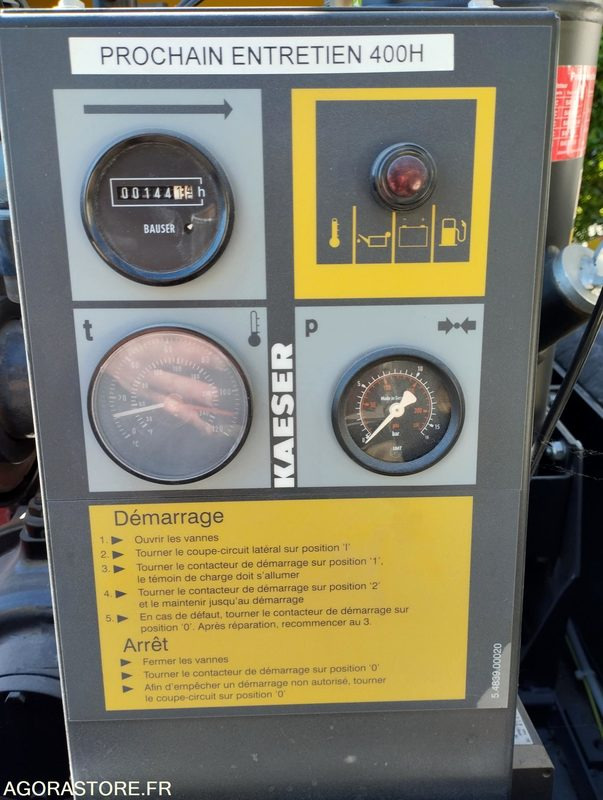 PROCHAIN ENTRETIEN 400H
00144
h
BAUSER
t
p
KAESER
bar
Démarrage
1. Ouvrir les vannes
2. Tourner le coupe-circuit latéral sur position 'I'
3. Tourner le contacteur de démarrage sur position '1',
le témoin de charge doit s'allumer
4. Tourner le contacteur de démarrage sur position '2'
et le maintenir jusqu'au démarrage
5. En cas de défaut, tourner le contacteur de démarrage sur
position '0'. Après réparation, recommencer au 3.
Arrêt
Fermer les vannes
Tourner le contacteur de démarrage sur position '0'
Afin d'empêcher un démarrage non autorisé, tourner
le coupe-circuit sur position '0'
5.4839.00020
AGORASTORE.FR